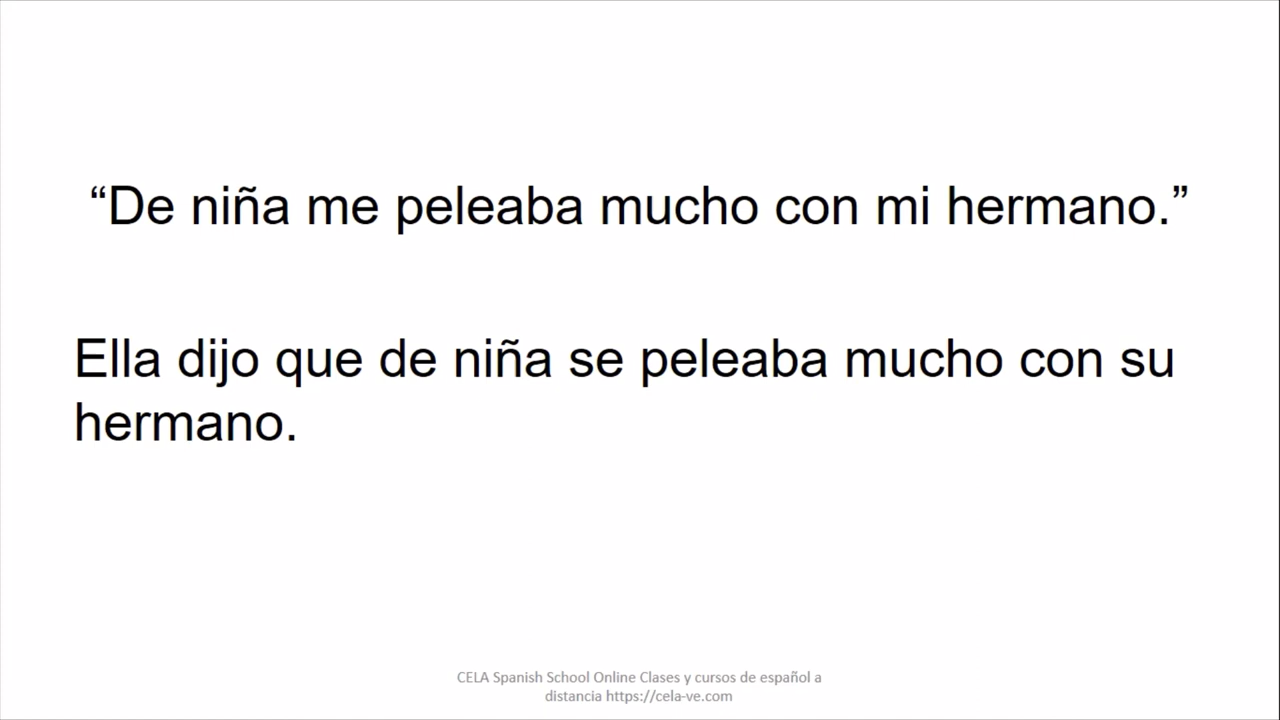 “De niña me peleaba mucho con mi hermano.”
Ella dijo que de niña se peleaba mucho con su
hermano.
CELA Spanish School Online Clases y cursos de español a
distancia https://cela-ve.com